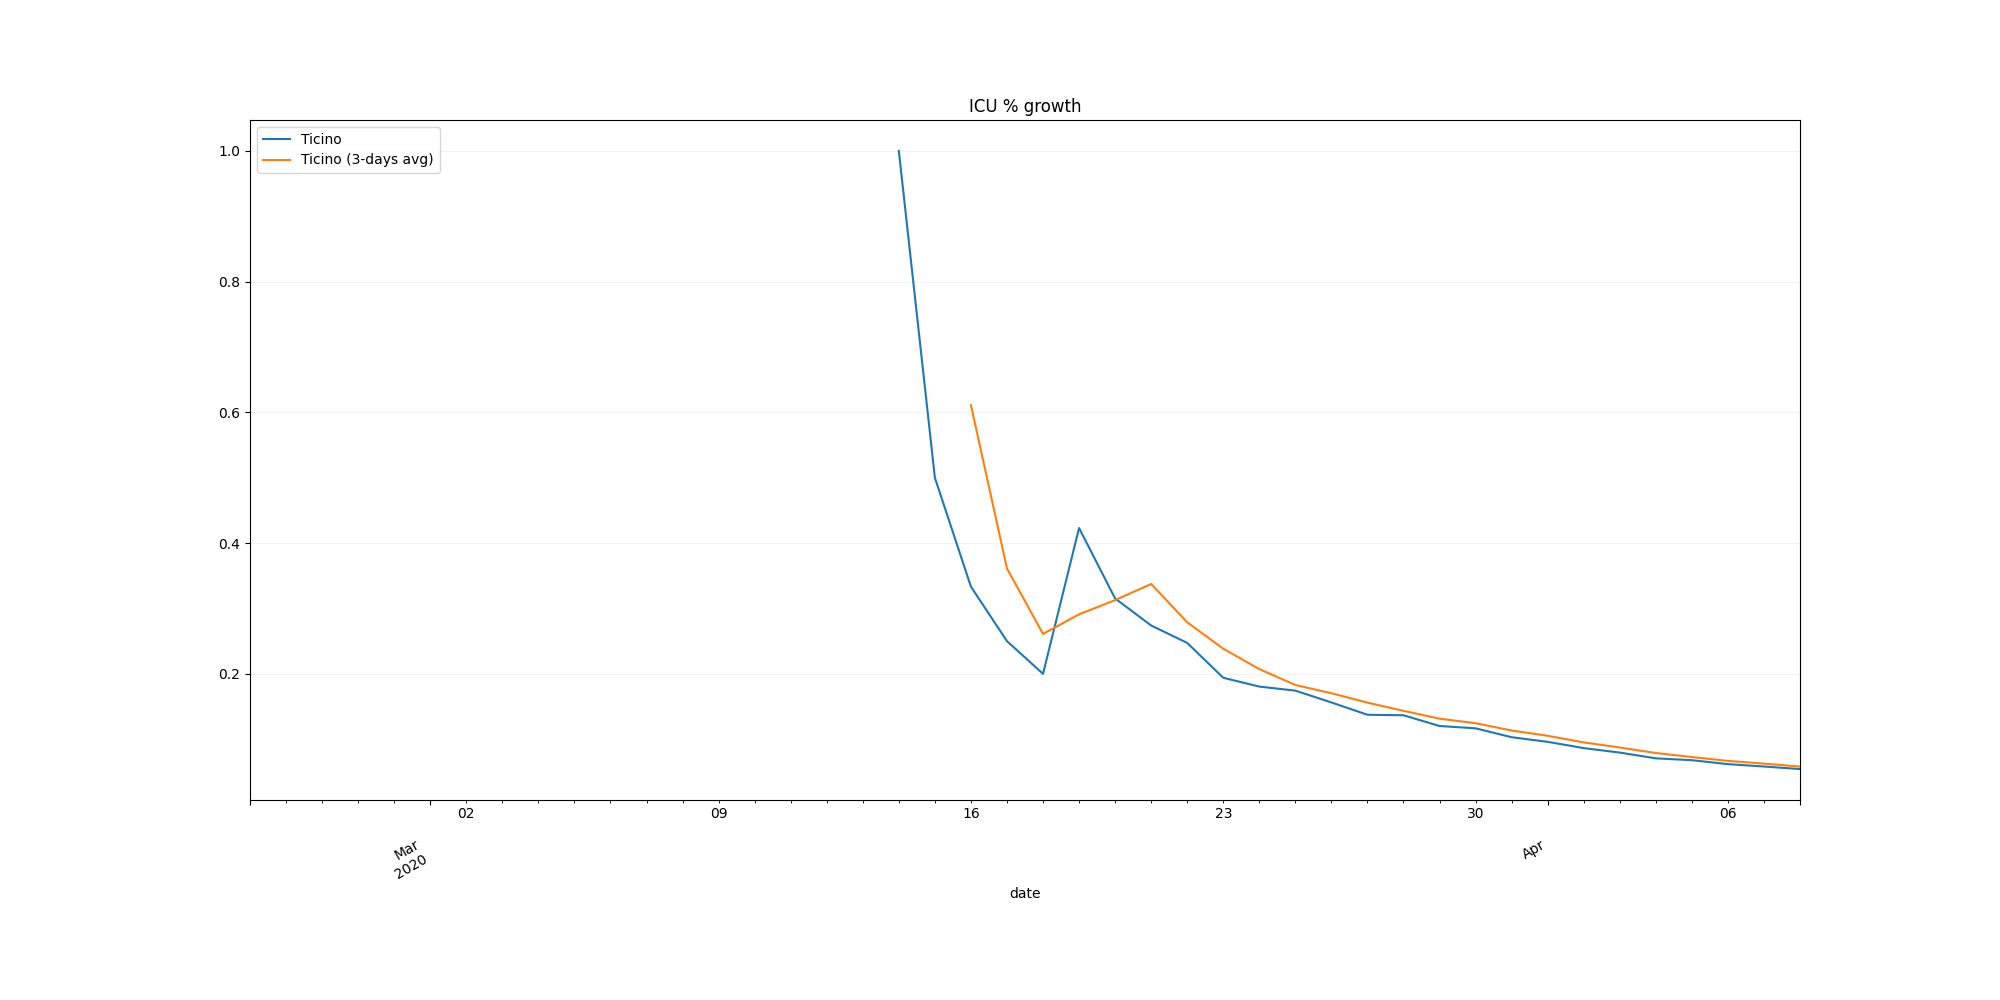 ICU % growth
Ticino
Ticino (3-days avg)
1.0
0.8
0.6
0.4
0.2
02 09 16 23 30 06
Mar
2020
Apr
date